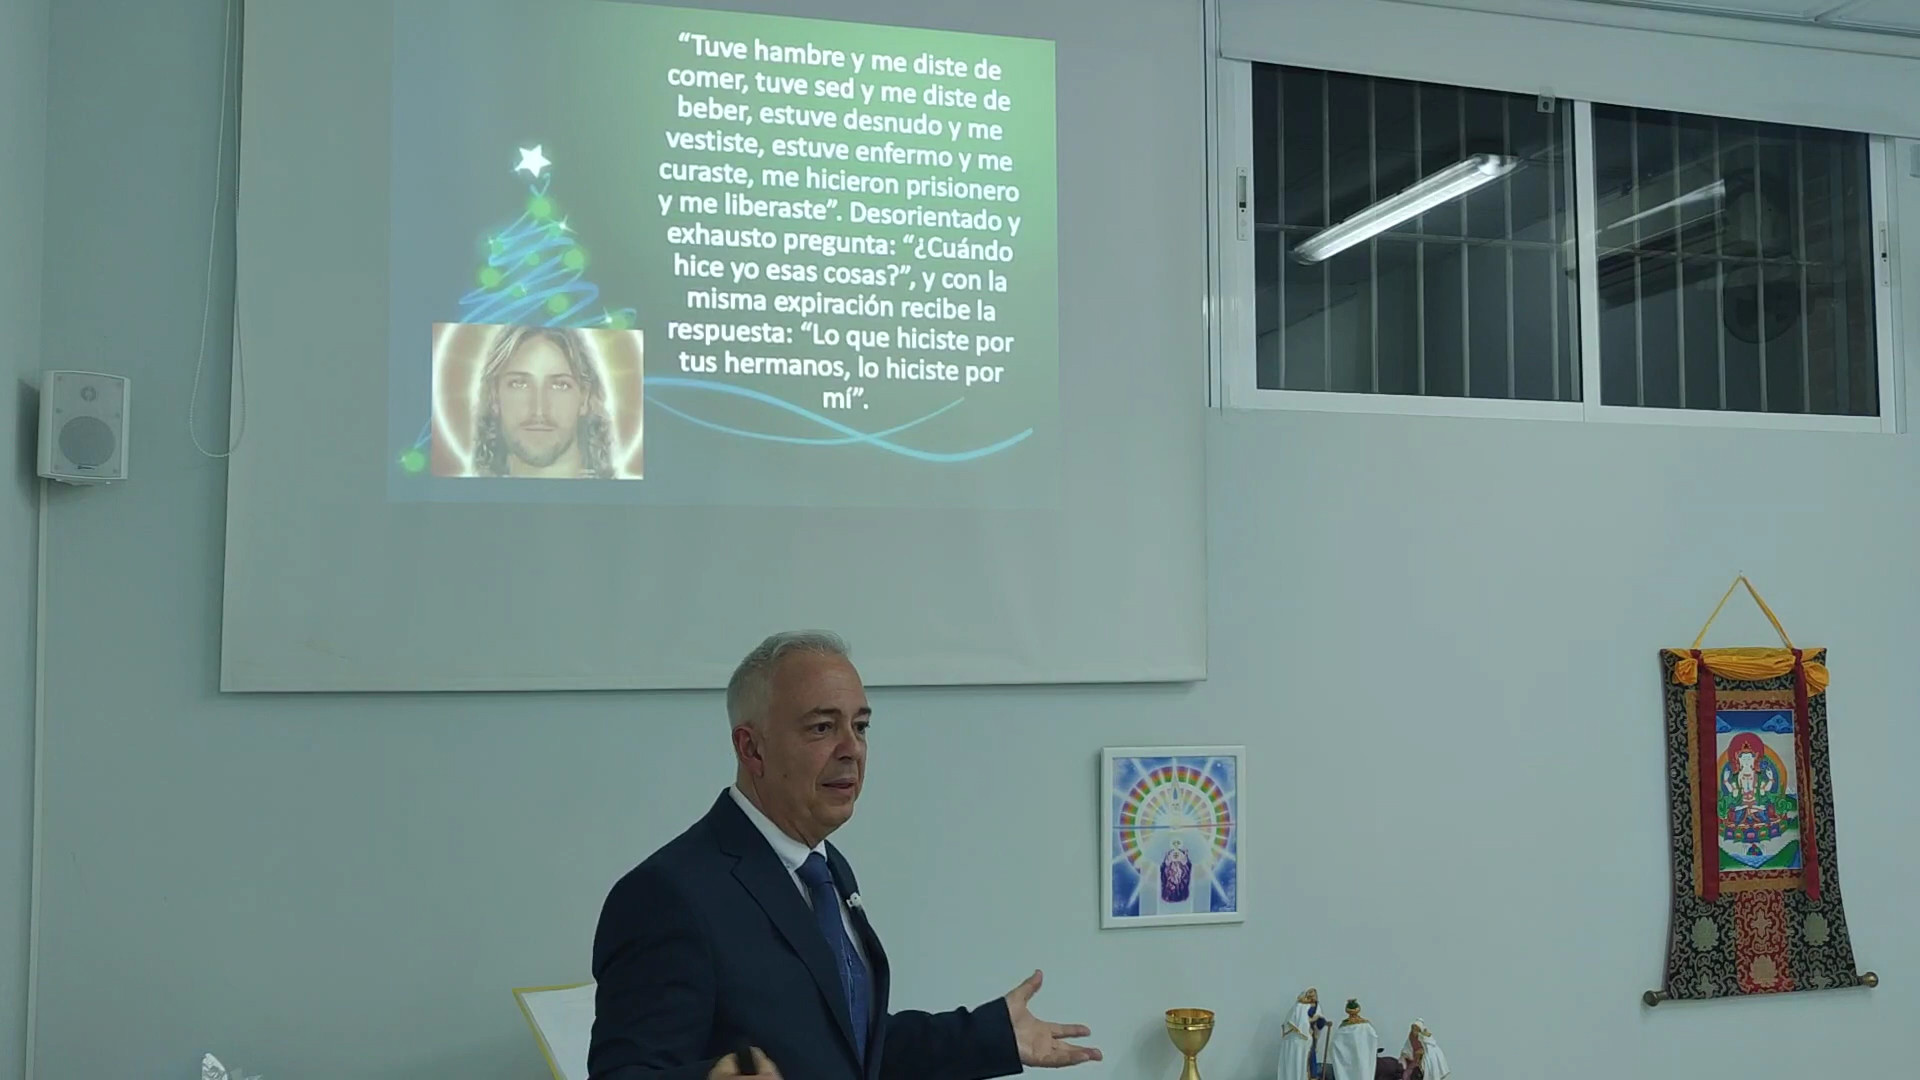 “Tuve hambre y me diste de
comer, tuve sed y me diste de
beber, estuve desnudo y me
vestiste, estuve enfermo y me
curaste, me hicieron prisionero
y me liberaste”. Desorientado y
exhausto pregunta: “¿Cuándo
hice yo esas cosas?”, y con la
misma expiración recibe la
respuesta: “Lo que hiciste por
tus hermanos, lo hiciste por
mí”.